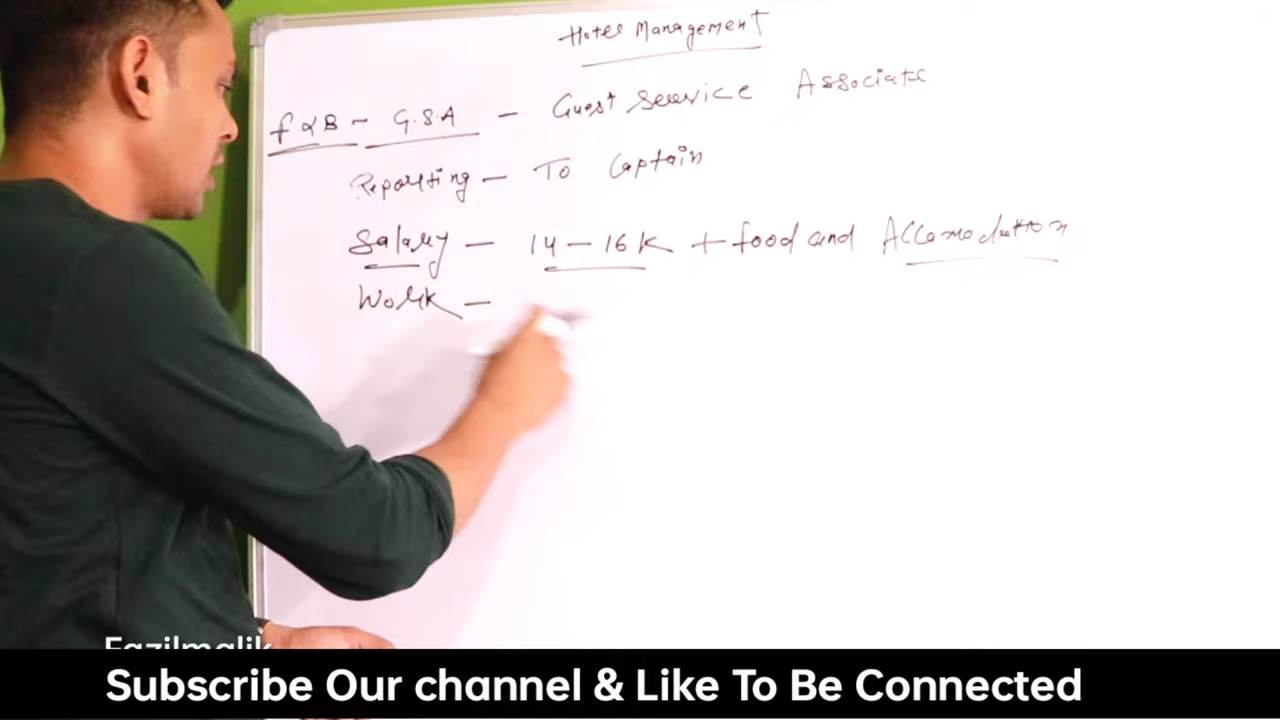 Hotel Management
F & B - G.S.A - Guest Service Associate
Reporting - To Captain
Salary - 14 - 16K + food and Accomodation
Work -
Fazilmalik
Subscribe Our channel & Like To Be Connected